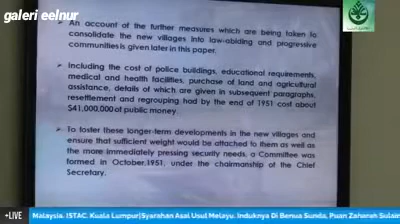 galeri eelnur
An account of the further measures which are being taken to
consolidate the new villages into law-abiding and progressive
communities is given later in this paper.
Including the cost of police buildings, educational requirements,
medical and health facilities, purchase of land and agricultural
assistance, details of which are given in subsequent paragraphs,
resettlement and regrouping had by the end of 1951 cost about
$41,000,000 of public money.
To foster these longer-term developments in the new villages and
ensure that sufficient weight would be attached to them as well as
the more immediately pressing security needs, a Committee was
formed in October,1951, under the chairmanship of the Chief
Secretary.
LIVE Malaysia. ISTAC. Kuala Lumpur|Syarahan Asal Usul Melayu. Induknya Di Benua Sunda, Puan Zaharah Sulam